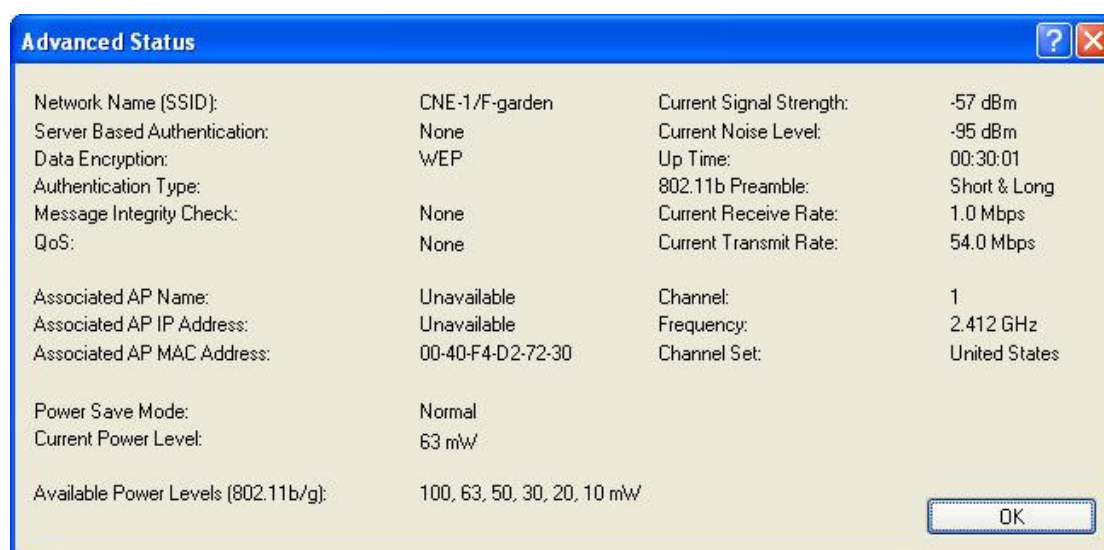 Advanced Status
Network Name (SSID): CNE-1/F-garden Current Signal Strength: -57 dBm
Server Based Authentication: None Current Noise Level: -95 dBm
Data Encryption: WEP Up Time: 00:30:01
Authentication Type: 802.11b Preamble: Short & Long
Message Integrity Check: None Current Receive Rate: 1.0 Mbps
QoS: None Current Transmit Rate: 54.0 Mbps
Associated AP Name: Unavailable Channel: 1
Associated AP IP Address: Unavailable Frequency: 2.412 GHz
Associated AP MAC Address: 00-40-F4-D2-72-30 Channel Set: United States
Power Save Mode: Normal
Current Power Level: 63 mW
Available Power Levels (802.11b/g): 100, 63, 50, 30, 20, 10 mW
OK